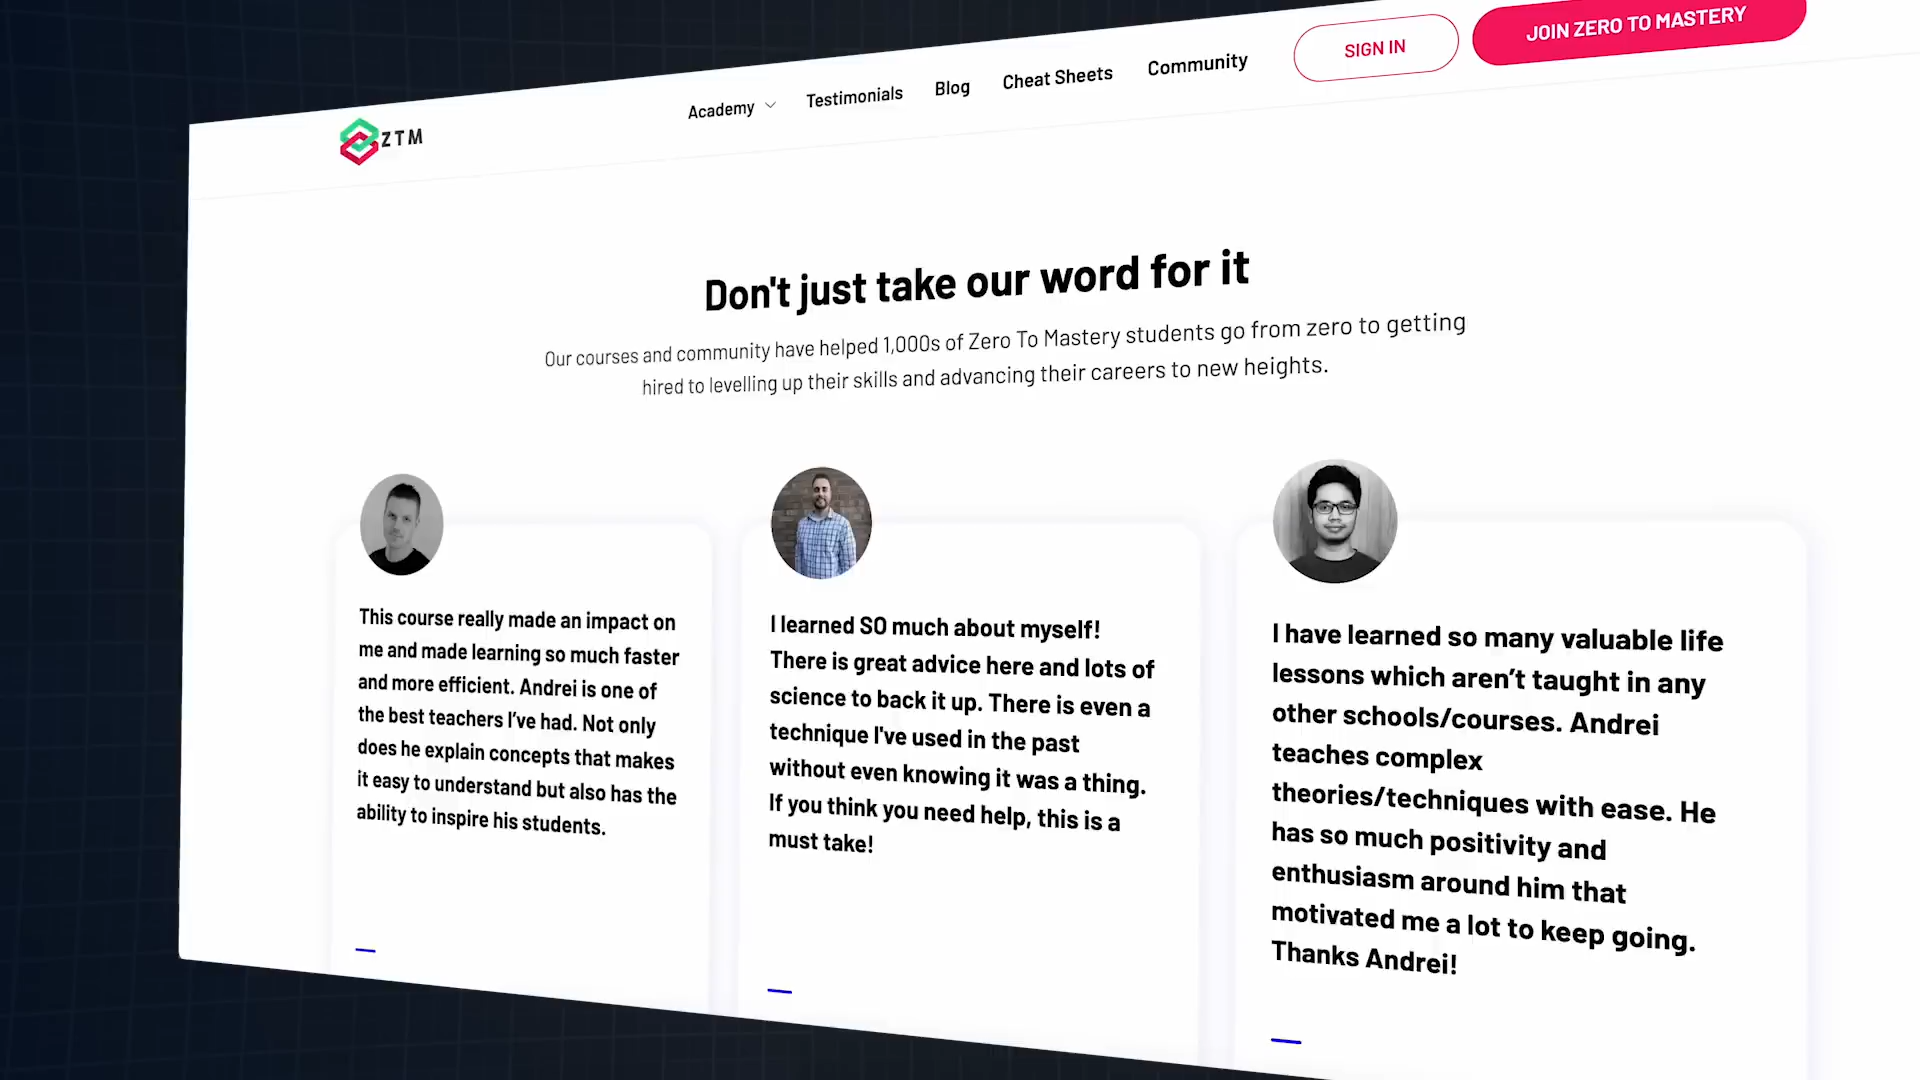 ZTM
Academy
Testimonials
Blog
Cheat Sheets
Community
SIGN IN
JOIN ZERO TO MASTERY
Don't just take our word for it
Our courses and community have helped 1,000s of Zero To Mastery students go from zero to getting
hired to levelling up their skills and advancing their careers to new heights.
This course really made an impact on
me and made learning so much faster
and more efficient. Andrei is one of
the best teachers I’ve had. Not only
does he explain concepts that makes
it easy to understand but also has the
ability to inspire his students.
I learned SO much about myself!
There is great advice here and lots of
science to back it up. There is even a
technique I've used in the past
without even knowing it was a thing.
If you think you need help, this is a
must take!
I have learned so many valuable life
lessons which aren’t taught in any
other schools/courses. Andrei
teaches complex
theories/techniques with ease. He
has so much positivity and
enthusiasm around him that
motivated me a lot to keep going.
Thanks Andrei!